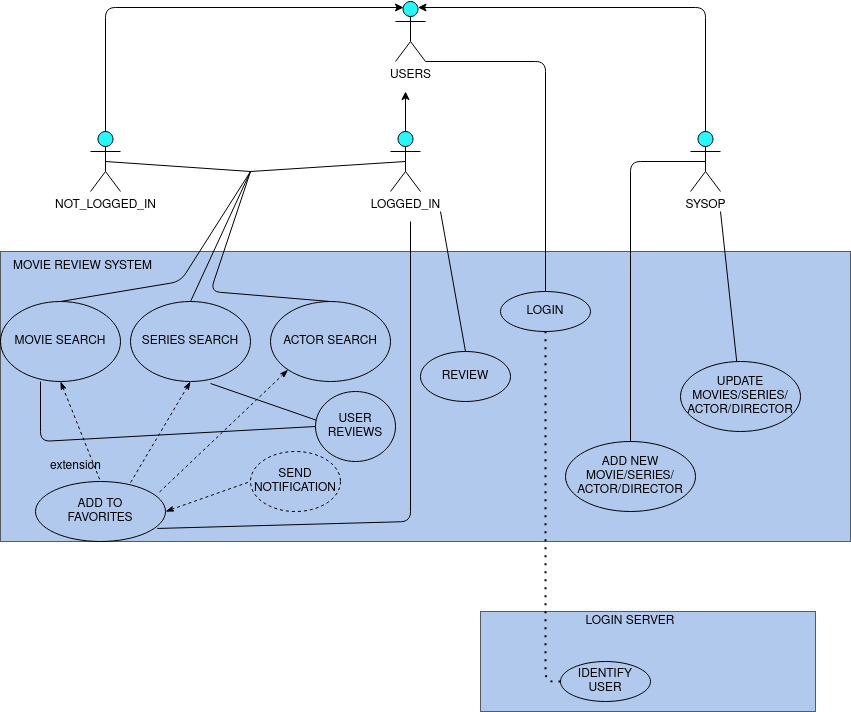 USERS
NOT_LOGGED_IN
LOGGED_IN
SYSOP
MOVIE REVIEW SYSTEM
MOVIE SEARCH
SERIES SEARCH
ACTOR SEARCH
LOGIN
REVIEW
UPDATE
MOVIES/SERIES/
ACTOR/DIRECTOR
USER
REVIEWS
extension
SEND
NOTIFICATION
ADD NEW
MOVIE/SERIES/
ACTOR/DIRECTOR
ADD TO
FAVORITES
LOGIN SERVER
IDENTIFY
USER